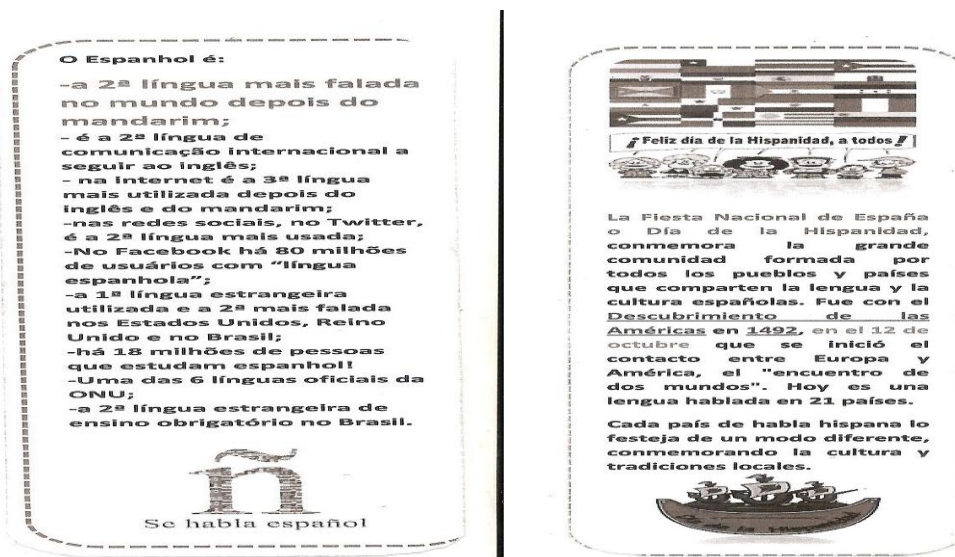 O Espanhol é:
-a 2ª língua mais falada
no mundo depois do
mandarim;
- é a 2ª língua de
comunicação internacional a
seguir ao inglês;
- na internet é a 3ª língua
mais utilizada depois do
inglês e do mandarim;
-nas redes sociais, no Twitter,
é a 2ª língua mais usada;
-No Facebook há 80 milhões
de usuários com “língua
espanhola”;
-a 1ª língua estrangeira
utilizada e a 2ª mais falada
nos Estados Unidos, Reino
Unido e no Brasil;
-há 18 milhões de pessoas
que estudam espanhol!
-Uma das 6 línguas oficiais da
ONU;
-a 2ª língua estrangeira de
ensino obrigatório no Brasil.
ñ
Se habla español
¡Feliz día de la Hispanidad, a todos!
La Fiesta Nacional de España
o Día de la Hispanidad,
conmemora la grande
comunidad formada por
todos los pueblos y países
que comparten la lengua y la
cultura españolas. Fue con el
Descubrimiento de las
Américas en 1492, en el 12 de
octubre que se inició el
contacto entre Europa y
América, el "encuentro de
dos mundos". Hoy es una
lengua hablada en 21 países.
Cada país de habla hispana lo
festeja de un modo diferente,
conmemorando la cultura y
tradiciones locales.